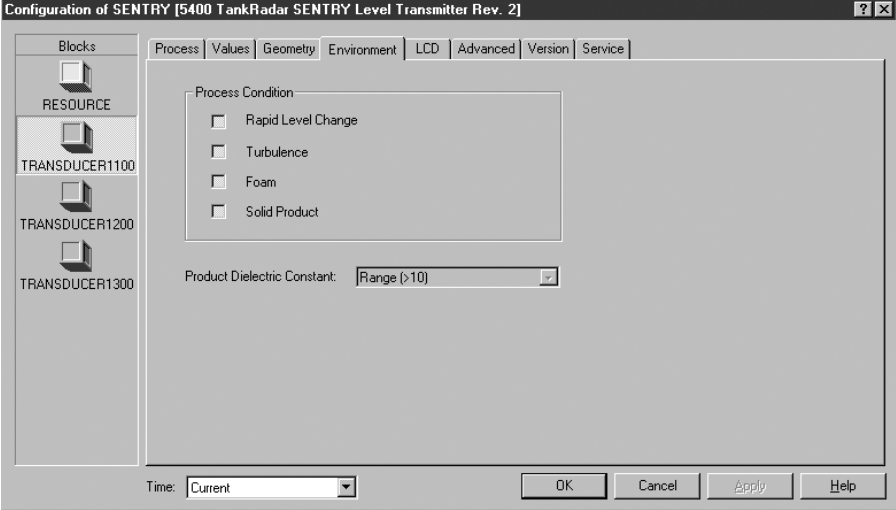 Configuration of SENTRY [5400 TankRadar SENTRY Level Transmitter Rev. 2]
Blocks
RESOURCE
TRANSDUCER1100
TRANSDUCER1200
TRANSDUCER1300
Process Values Geometry Environment LCD Advanced Version Service
Process Condition
Rapid Level Change
Turbulence
Foam
Solid Product
Product Dielectric Constant: Range (>10)
Time: Current
OK Cancel Apply Help